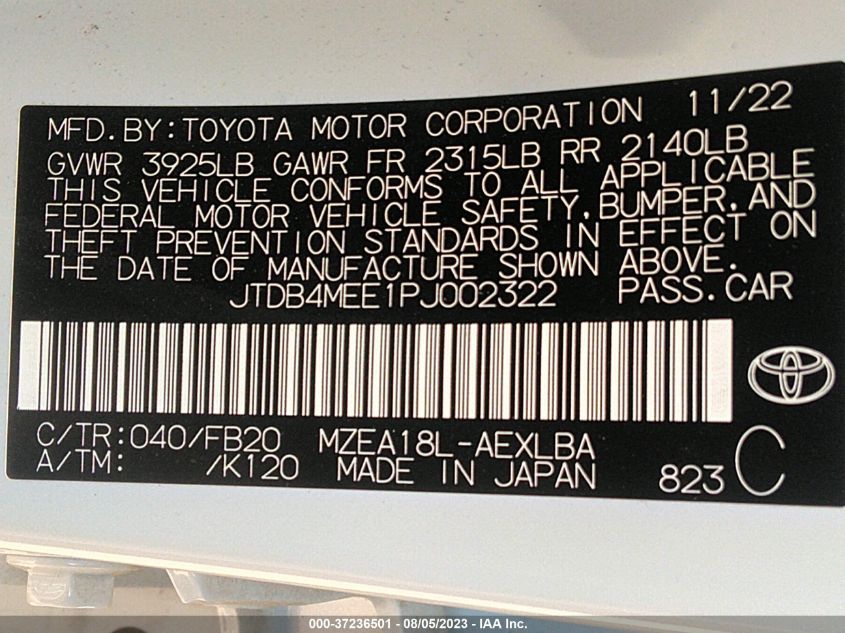 MFD. BY: TOYOTA MOTOR CORPORATION 11/22
GVWR 3925LB GAWR FR 2315LB RR 2140LB
THIS VEHICLE CONFORMS TO ALL APPLICABLE
FEDERAL MOTOR VEHICLE SAFETY, BUMPER, AND
THEFT PREVENTION STANDARDS IN EFFECT ON
THE DATE OF MANUFACTURE SHOWN ABOVE.
JTDB4MEE1PJ002322 PASS. CAR
C/TR: 040/FB20 MZEA18L-AEXLBA
A/TM: /K120 MADE IN JAPAN 823 C
000-37236501 - 08/05/2023 - IAA Inc.